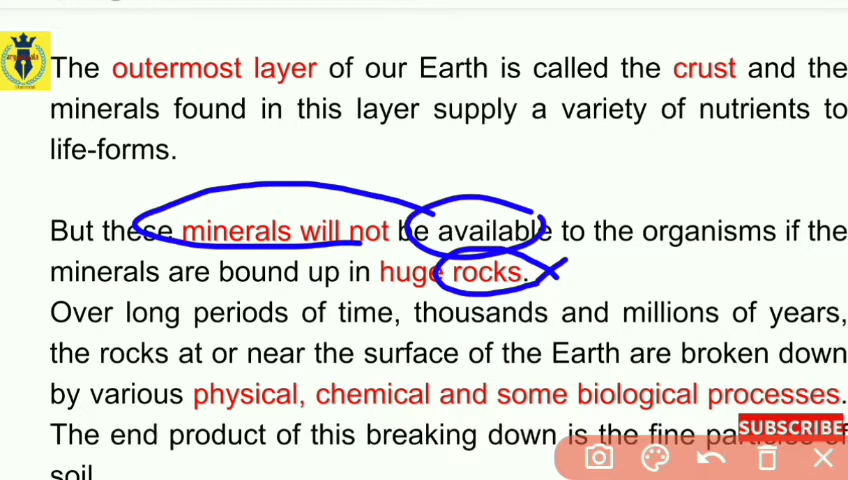 The outermost layer of our Earth is called the crust and the
minerals found in this layer supply a variety of nutrients to
life-forms.
But these minerals will not be available to the organisms if the
minerals are bound up in huge rocks.
Over long periods of time, thousands and millions of years,
the rocks at or near the surface of the Earth are broken down
by various physical, chemical and some biological processes.
The end product of this breaking down is the fine particles of
SUBSCRIBE
soil